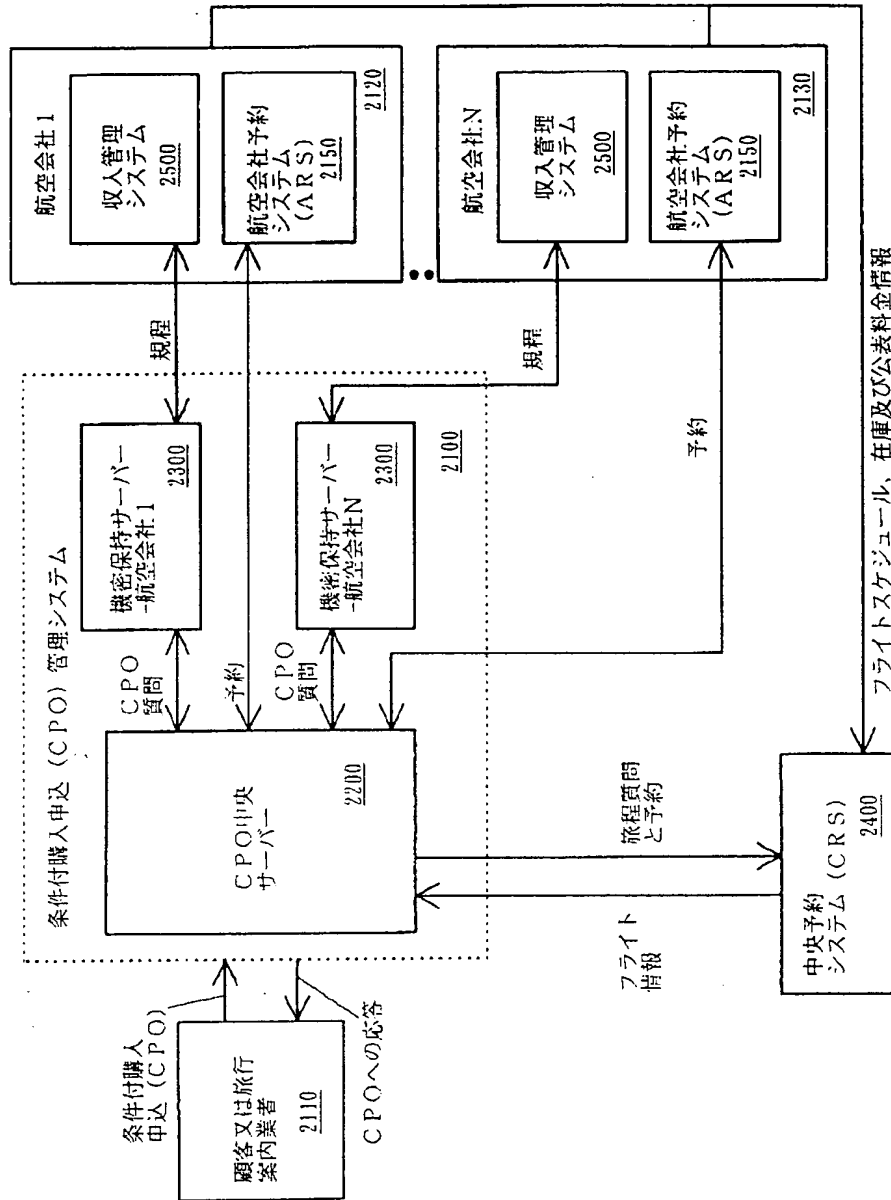 条件付購入申込（CPO）管理システム
条件付購入
申込（CPO）
顧客又は旅行
案内業者
2110
CPOへの応答
CPO中央
サーバー
2200
CPO
質問
予約
CPO
質問
機密保持サーバー
-航空会社1
2300
機密保持サーバー
-航空会社N
2300
2100
規程
規程
予約
航空会社1
収入管理
システム
2500
航空会社予約
システム
(ARS)
2150
2120
航空会社N
収入管理
システム
2500
航空会社予約
システム
(ARS)
2150
2130
フライト
情報
旅程質問
と予約
中央予約
システム（CRS）
2400
フライトスケジュール、在庫及び公表料金情報